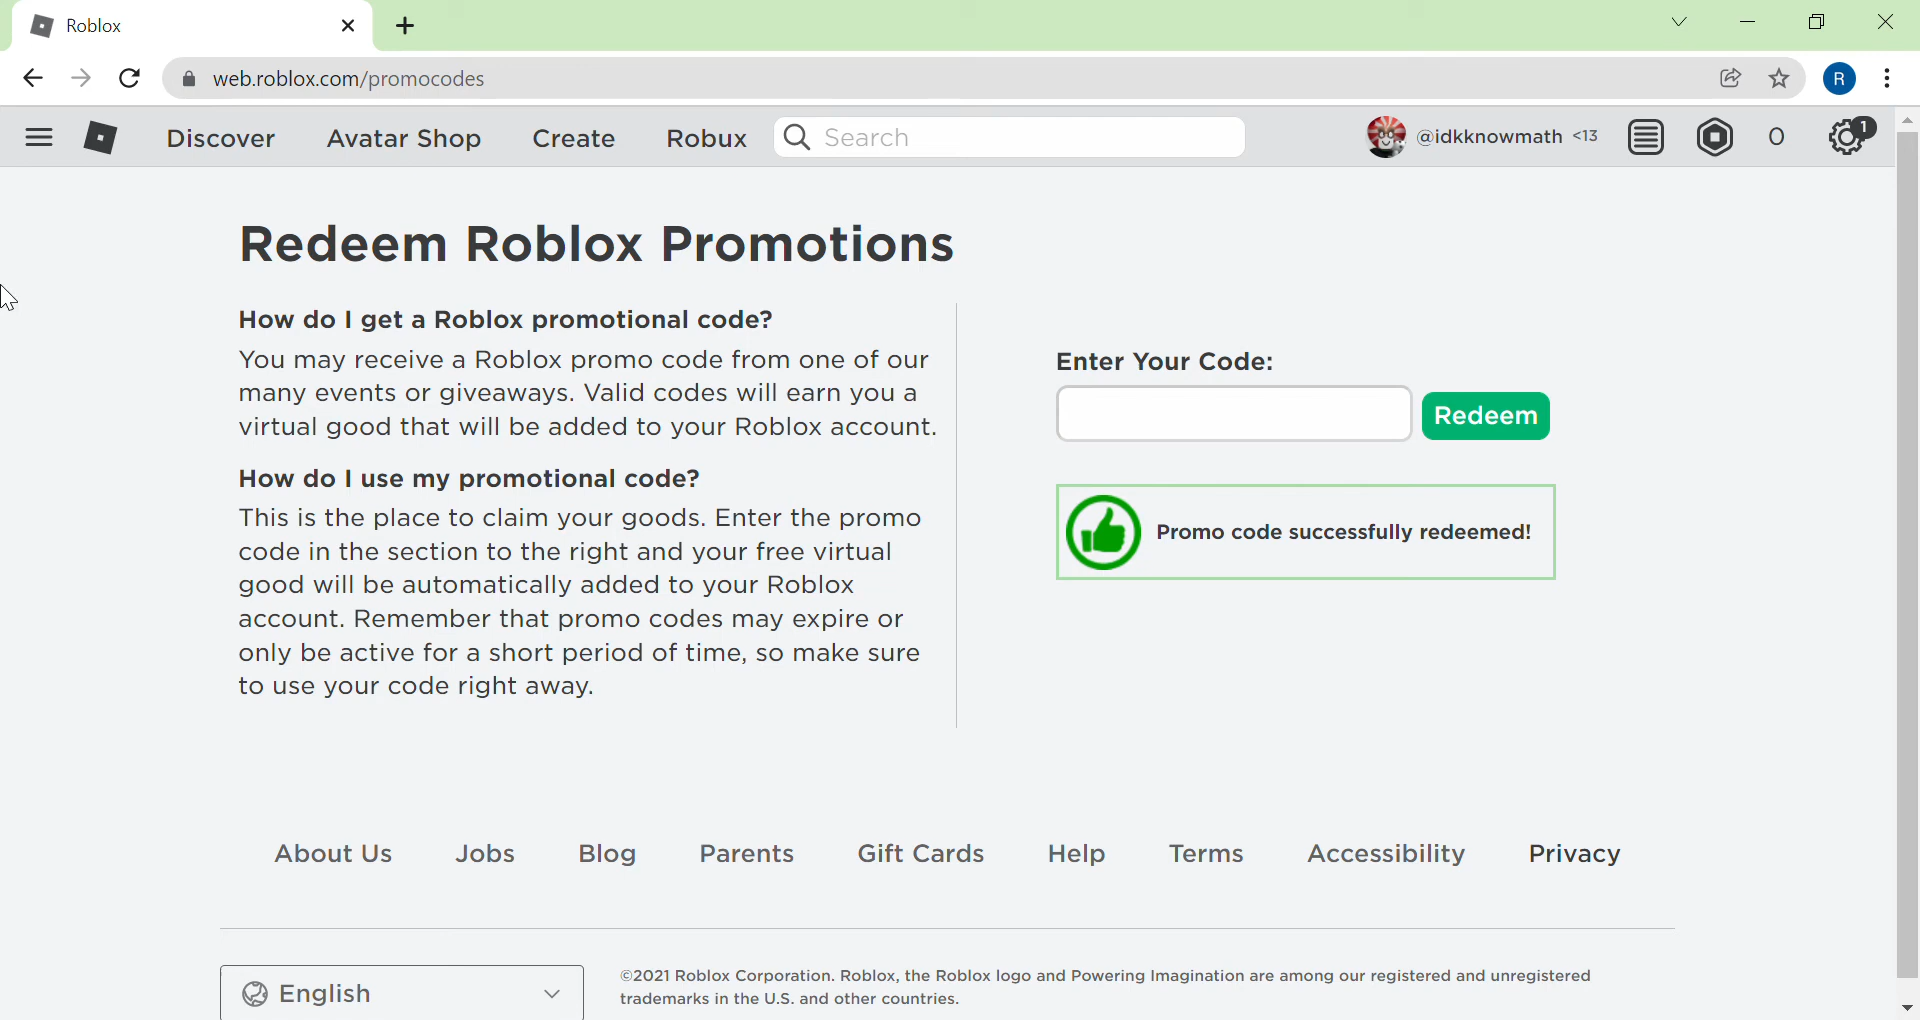 Roblox
web.roblox.com/promocodes
R
Discover
Avatar Shop
Create
Robux
Search
@idkknowmath <13
0
1
Redeem Roblox Promotions
How do I get a Roblox promotional code?
You may receive a Roblox promo code from one of our
many events or giveaways. Valid codes will earn you a
virtual good that will be added to your Roblox account.
How do I use my promotional code?
This is the place to claim your goods. Enter the promo
code in the section to the right and your free virtual
good will be automatically added to your Roblox
account. Remember that promo codes may expire or
only be active for a short period of time, so make sure
to use your code right away.
Enter Your Code:
Redeem
Promo code successfully redeemed!
About Us
Jobs
Blog
Parents
Gift Cards
Help
Terms
Accessibility
Privacy
English
©2021 Roblox Corporation. Roblox, the Roblox logo and Powering Imagination are among our registered and unregistered
trademarks in the U.S. and other countries.